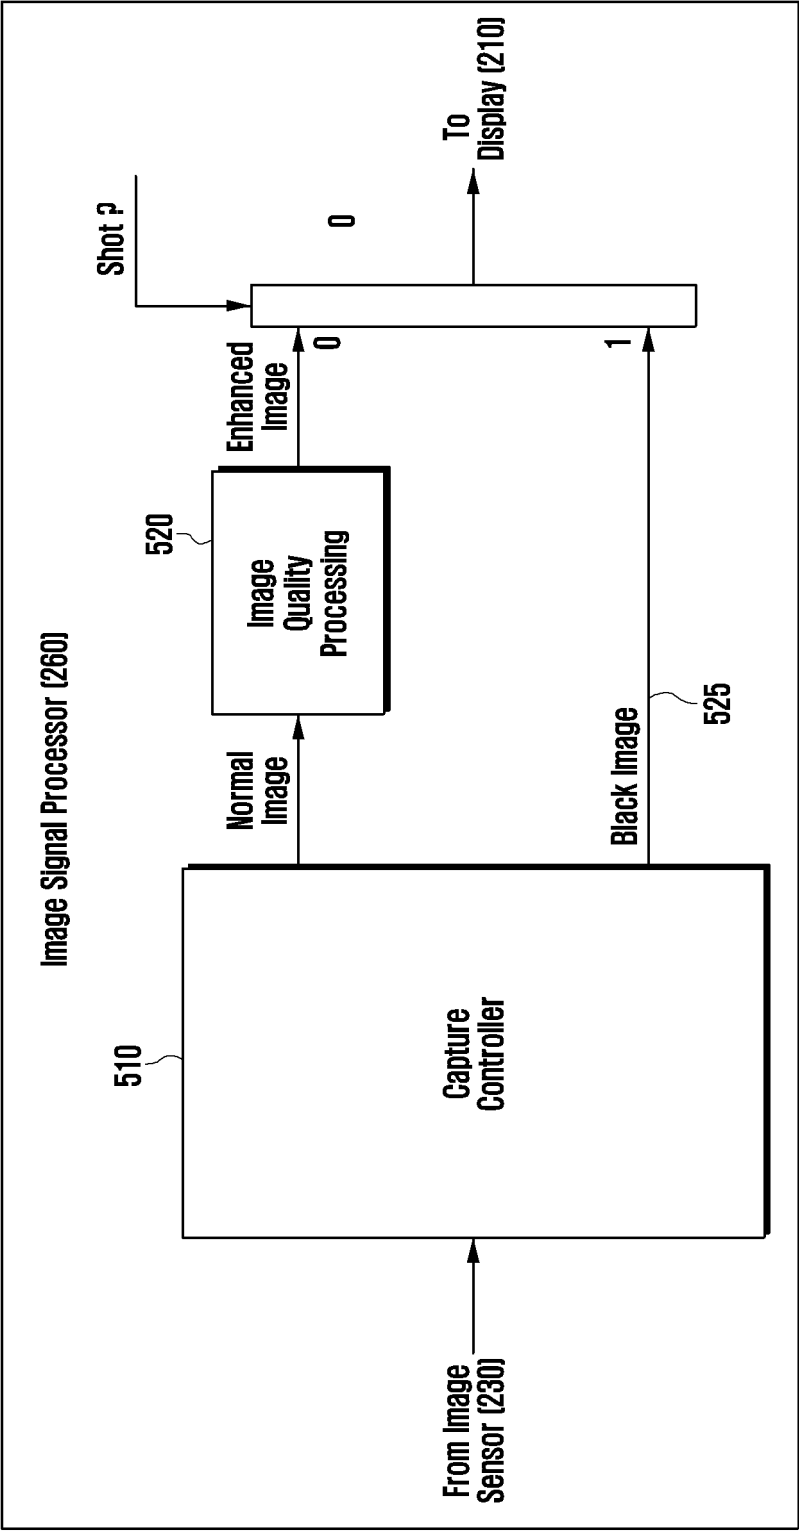 Image Signal Processor (260)
Shot ?
510
520
Normal
Image
Enhanced
Image
0
0
Image
Quality
Processing
Capture
Controller
From Image
Sensor (230)
To
Display (210)
Black Image
1
525